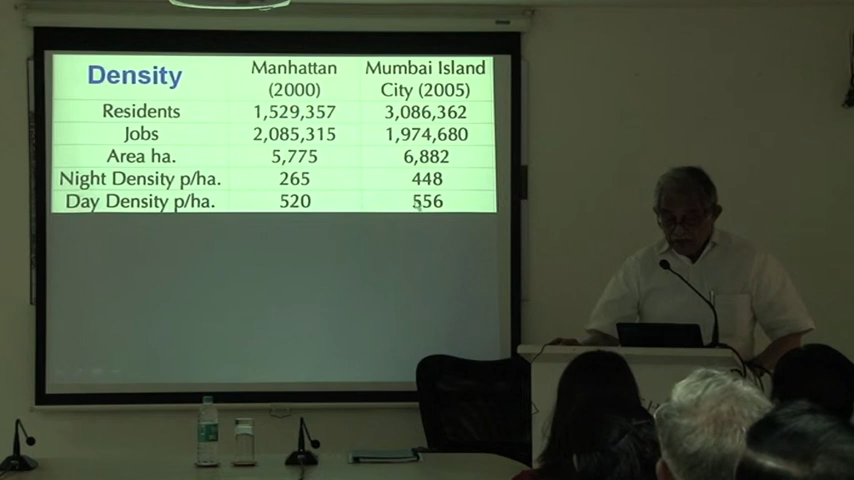 Density Manhattan (2000) Mumbai Island City (2005)
Residents 1,529,357 3,086,362
Jobs 2,085,315 1,974,680
Area ha. 5,775 6,882
Night Density p/ha. 265 448
Day Density p/ha. 520 556